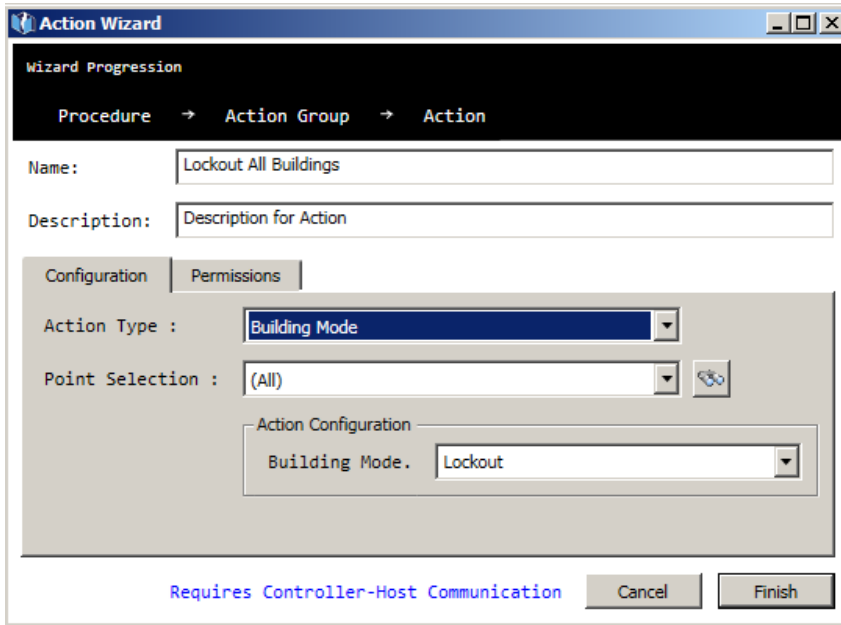 Action Wizard
Wizard Progression
Procedure → Action Group → Action
Name: Lockout All Buildings
Description: Description for Action
Configuration Permissions
Action Type : Building Mode
Point Selection : (All)
Action Configuration
Building Mode. Lockout
Requires Controller-Host Communication Cancel Finish